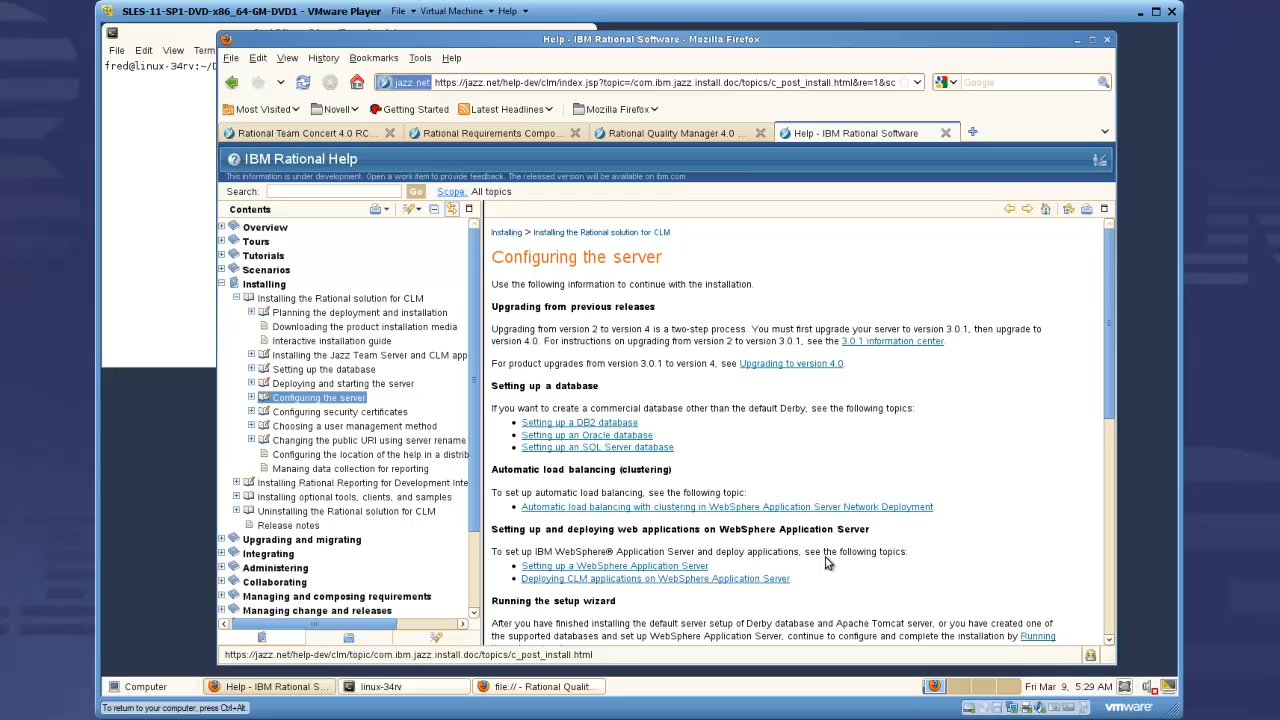 SLES-11-SP1-DVD-x86_64-GM-DVD1 - VMware Player File Virtual Machine Help
File Edit View Term
fred@linux-34rv:~/D
Help - IBM Rational Software - Mozilla Firefox
File Edit View History Bookmarks Tools Help
jazz.net https://jazz.net/help-dev/clm/index.jsp?topic=/com.ibm.jazz.install.doc/topics/c_post_install.html&re=1&sc Google
Most Visited Novell Getting Started Latest Headlines Mozilla Firefox
Rational Team Concert 4.0 RC... Rational Requirements Compo... Rational Quality Manager 4.0 ... Help - IBM Rational Software
IBM Rational Help
This information is under development. Open a work item to provide feedback. The released version will be available on ibm.com
Search: Go Scope: All topics
Contents
Overview
Tours
Tutorials
Scenarios
Installing
Installing the Rational solution for CLM
Planning the deployment and installation
Downloading the product installation media
Interactive installation guide
Installing the Jazz Team Server and CLM app
Setting up the database
Deploying and starting the server
Configuring the server
Configuring security certificates
Choosing a user management method
Changing the public URI using server rename
Configuring the location of the help in a distrib
Managing data collection for reporting
Installing Rational Reporting for Development Inte
Installing optional tools, clients, and samples
Uninstalling the Rational solution for CLM
Release notes
Upgrading and migrating
Integrating
Administering
Collaborating
Managing and composing requirements
Managing change and releases
Installing > Installing the Rational solution for CLM
Configuring the server
Use the following information to continue with the installation.
Upgrading from previous releases
Upgrading from version 2 to version 4 is a two-step process. You must first upgrade your server to version 3.0.1, then upgrade to
version 4.0. For instructions on upgrading from version 2 to version 3.0.1, see the 3.0.1 information center.
For product upgrades from version 3.0.1 to version 4, see Upgrading to version 4.0.
Setting up a database
If you want to create a commercial database other than the default Derby, see the following topics:
• Setting up a DB2 database
• Setting up an Oracle database
• Setting up an SQL Server database
Automatic load balancing (clustering)
To set up automatic load balancing, see the following topic:
• Automatic load balancing with clustering in WebSphere Application Server Network Deployment
Setting up and deploying web applications on WebSphere Application Server
To set up IBM WebSphere® Application Server and deploy applications, see the following topics:
• Setting up a WebSphere Application Server
• Deploying CLM applications on WebSphere Application Server
Running the setup wizard
After you have finished installing the default server setup of Derby database and Apache Tomcat server, or you have created one of
the supported databases and set up WebSphere Application Server, continue to configure and complete the installation by Running
https://jazz.net/help-dev/clm/topic/com.ibm.jazz.install.doc/topics/c_post_install.html
Computer Help - IBM Rational S... linux-34rv file:// - Rational Qualit... Fri Mar 9, 5:29 AM
To return to your computer, press Ctrl+Alt. vmware